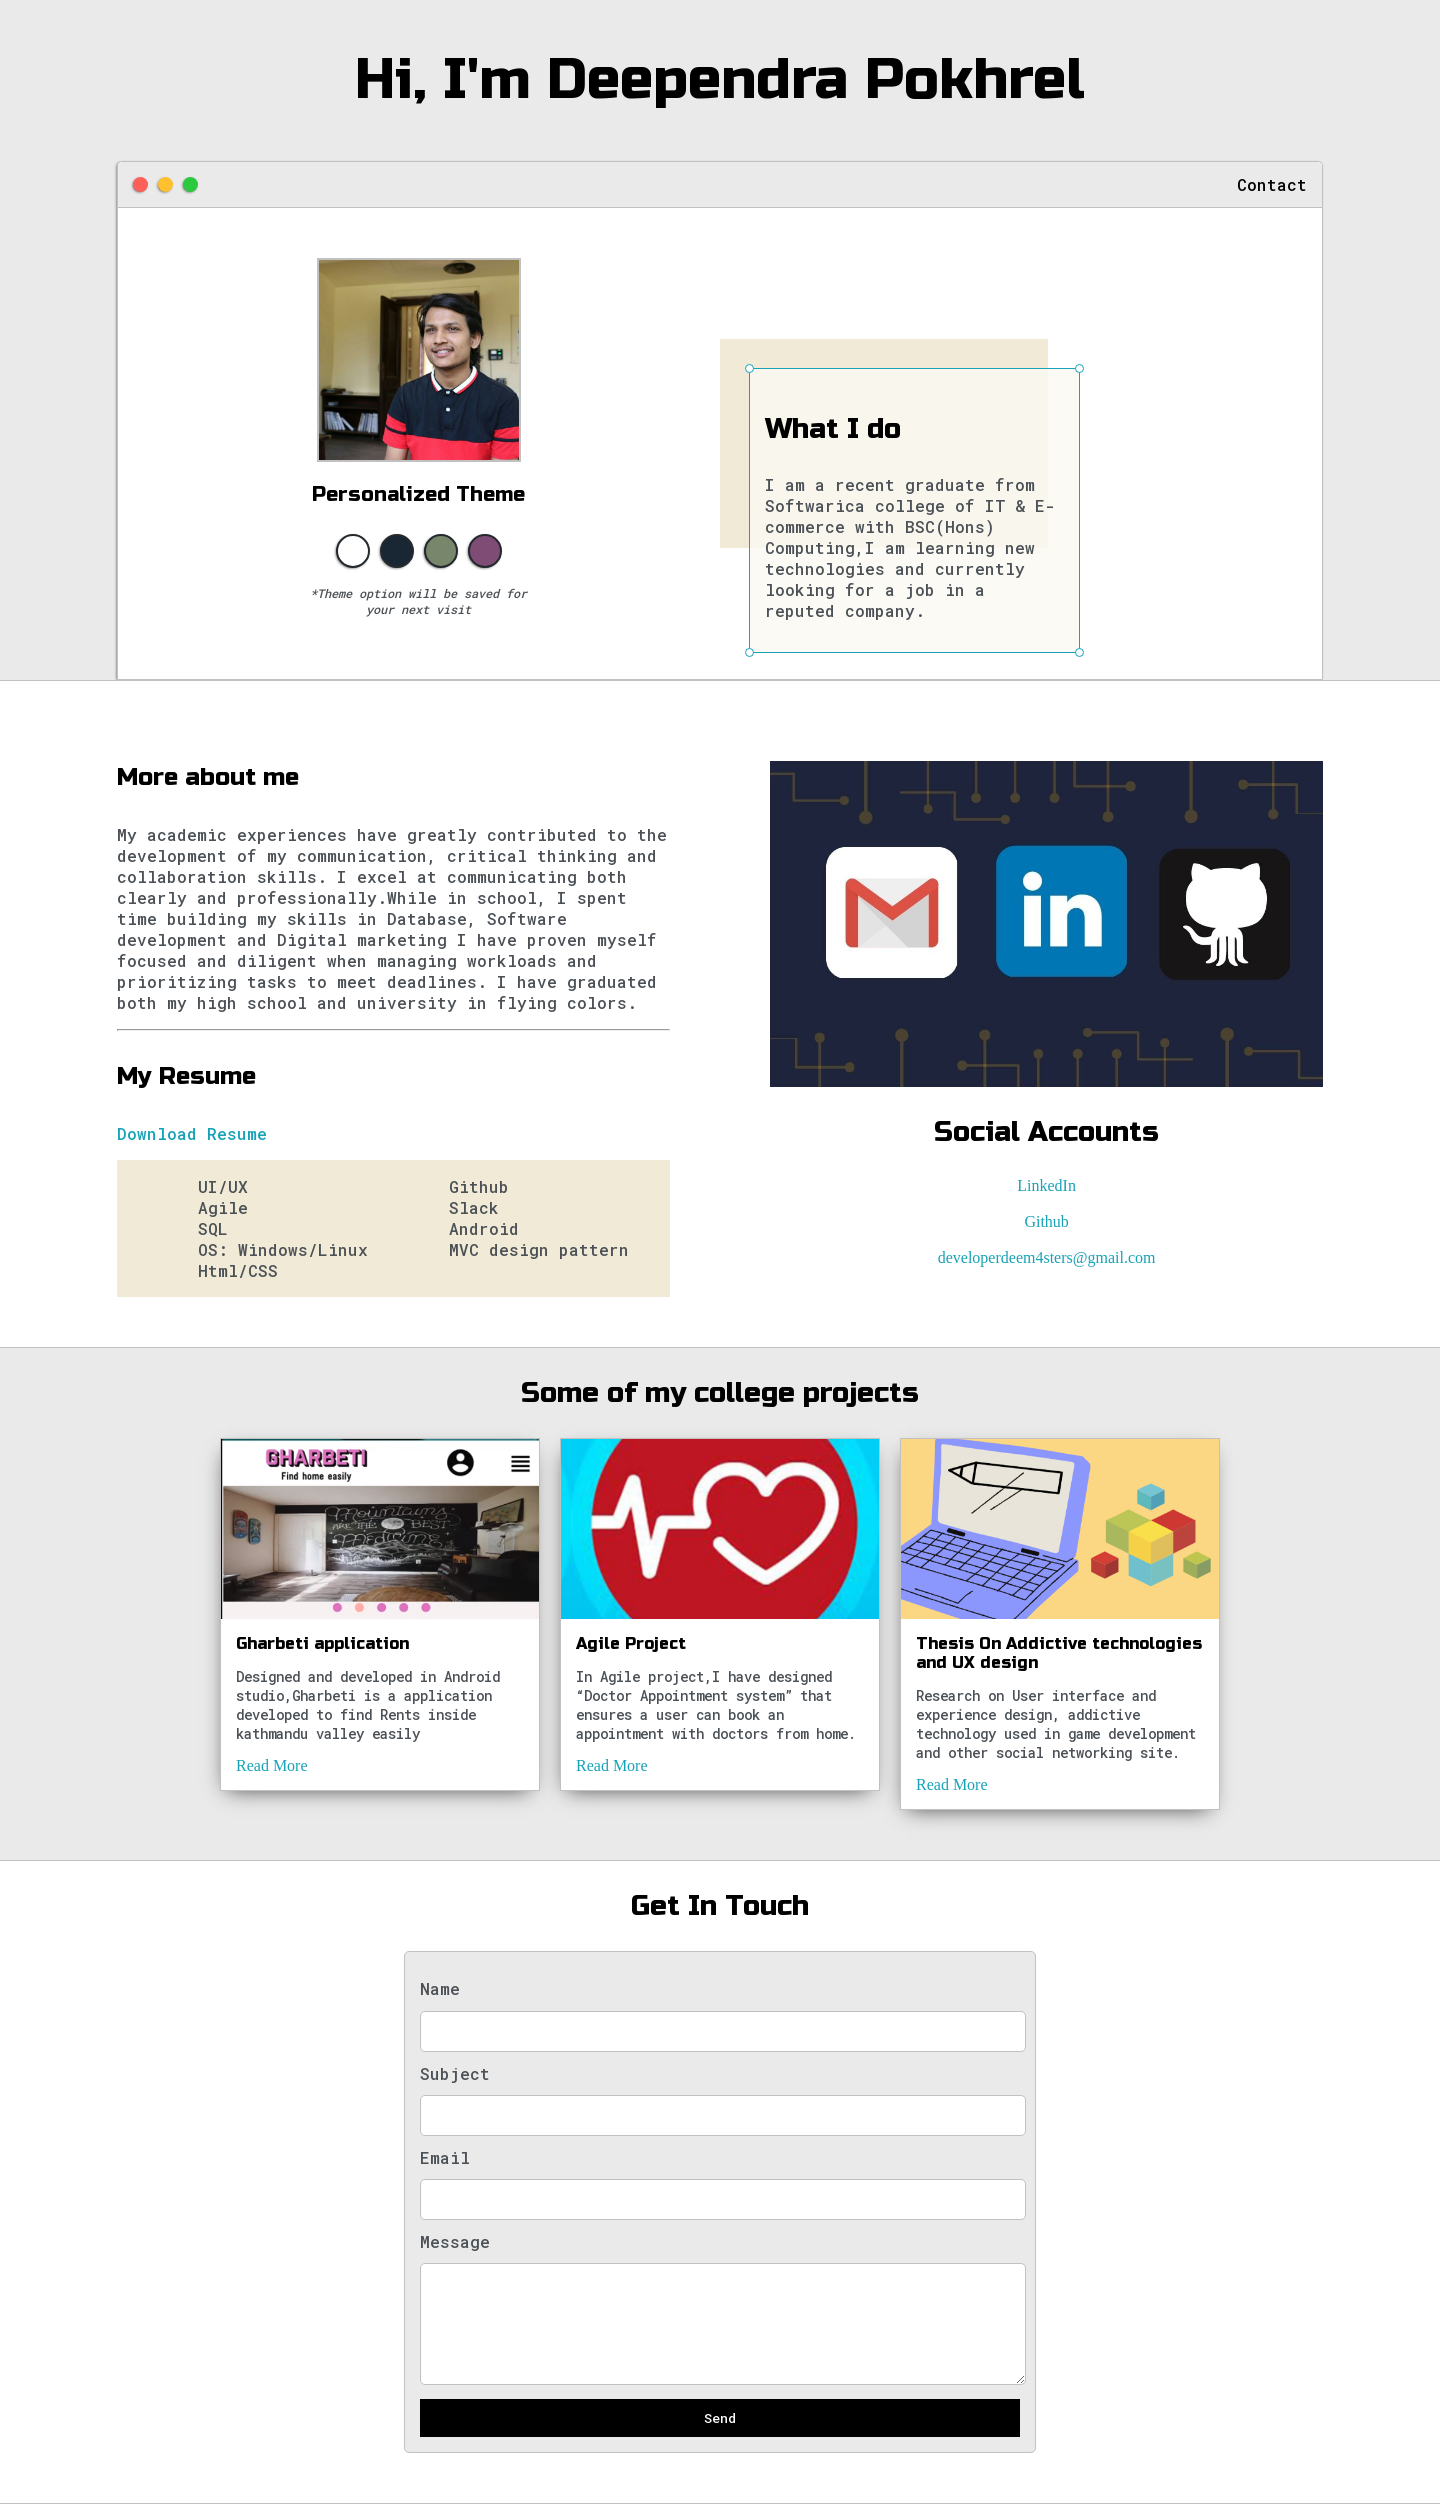 Hi, I'm Deependra Pokhrel
Contact
Personalized Theme
*Theme option will be saved for
your next visit
What I do
I am a recent graduate from
Softwarica college of IT & E-
commerce with BSC(Hons)
Computing,I am learning new
technologies and currently
looking for a job in a
reputed company.
More about me
My academic experiences have greatly contributed to the
development of my communication, critical thinking and
collaboration skills. I excel at communicating both
clearly and professionally.While in school, I spent
time building my skills in Database, Software
development and Digital marketing I have proven myself
focused and diligent when managing workloads and
prioritizing tasks to meet deadlines. I have graduated
both my high school and university in flying colors.
My Resume
Download Resume
UI/UX
Agile
SQL
OS: Windows/Linux
Html/CSS
Github
Slack
Android
MVC design pattern
in
Social Accounts
LinkedIn
Github
developerdeem4sters@gmail.com
Some of my college projects
GHARBETI
Find home easily
Mountains
ARE THE BEST
Medicine
Gharbeti application
Designed and developed in Android
studio,Gharbeti is a application
developed to find Rents inside
kathmandu valley easily
Read More
Agile Project
In Agile project,I have designed
“Doctor Appointment system” that
ensures a user can book an
appointment with doctors from home.
Read More
Thesis On Addictive technologies
and UX design
Research on User interface and
experience design, addictive
technology used in game development
and other social networking site.
Read More
Get In Touch
Name
Subject
Email
Message
Send